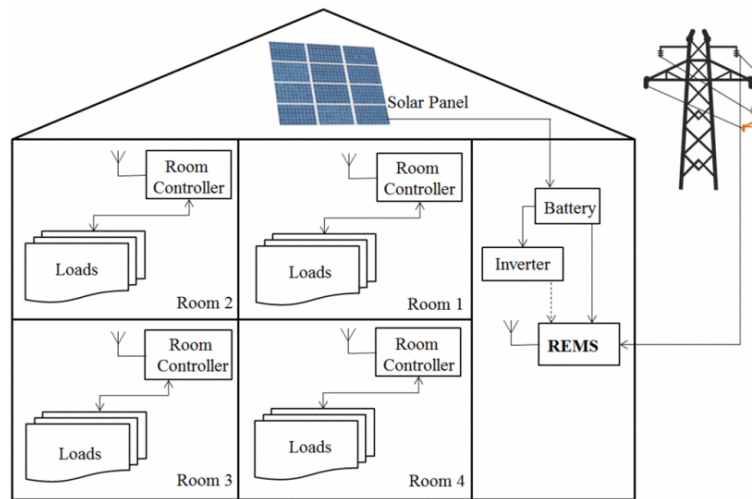 Solar Panel
Room
Controller
Loads
Room 2
Room
Controller
Loads
Room 1
Battery
Inverter
REMS
Room
Controller
Loads
Room 3
Room
Controller
Loads
Room 4